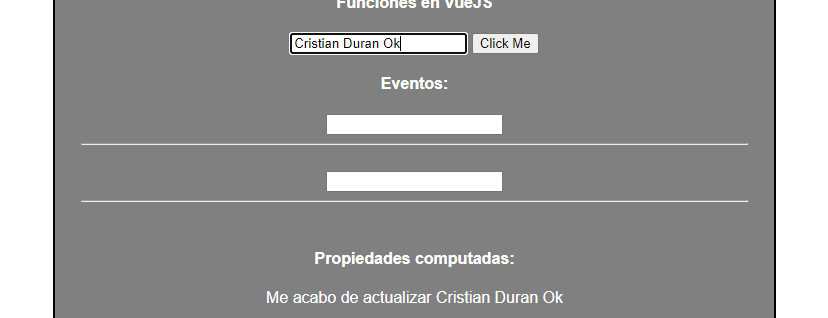 Funciones en VueJS
Cristian Duran Ok Click Me
Eventos:
Propiedades computadas:
Me acabo de actualizar Cristian Duran Ok